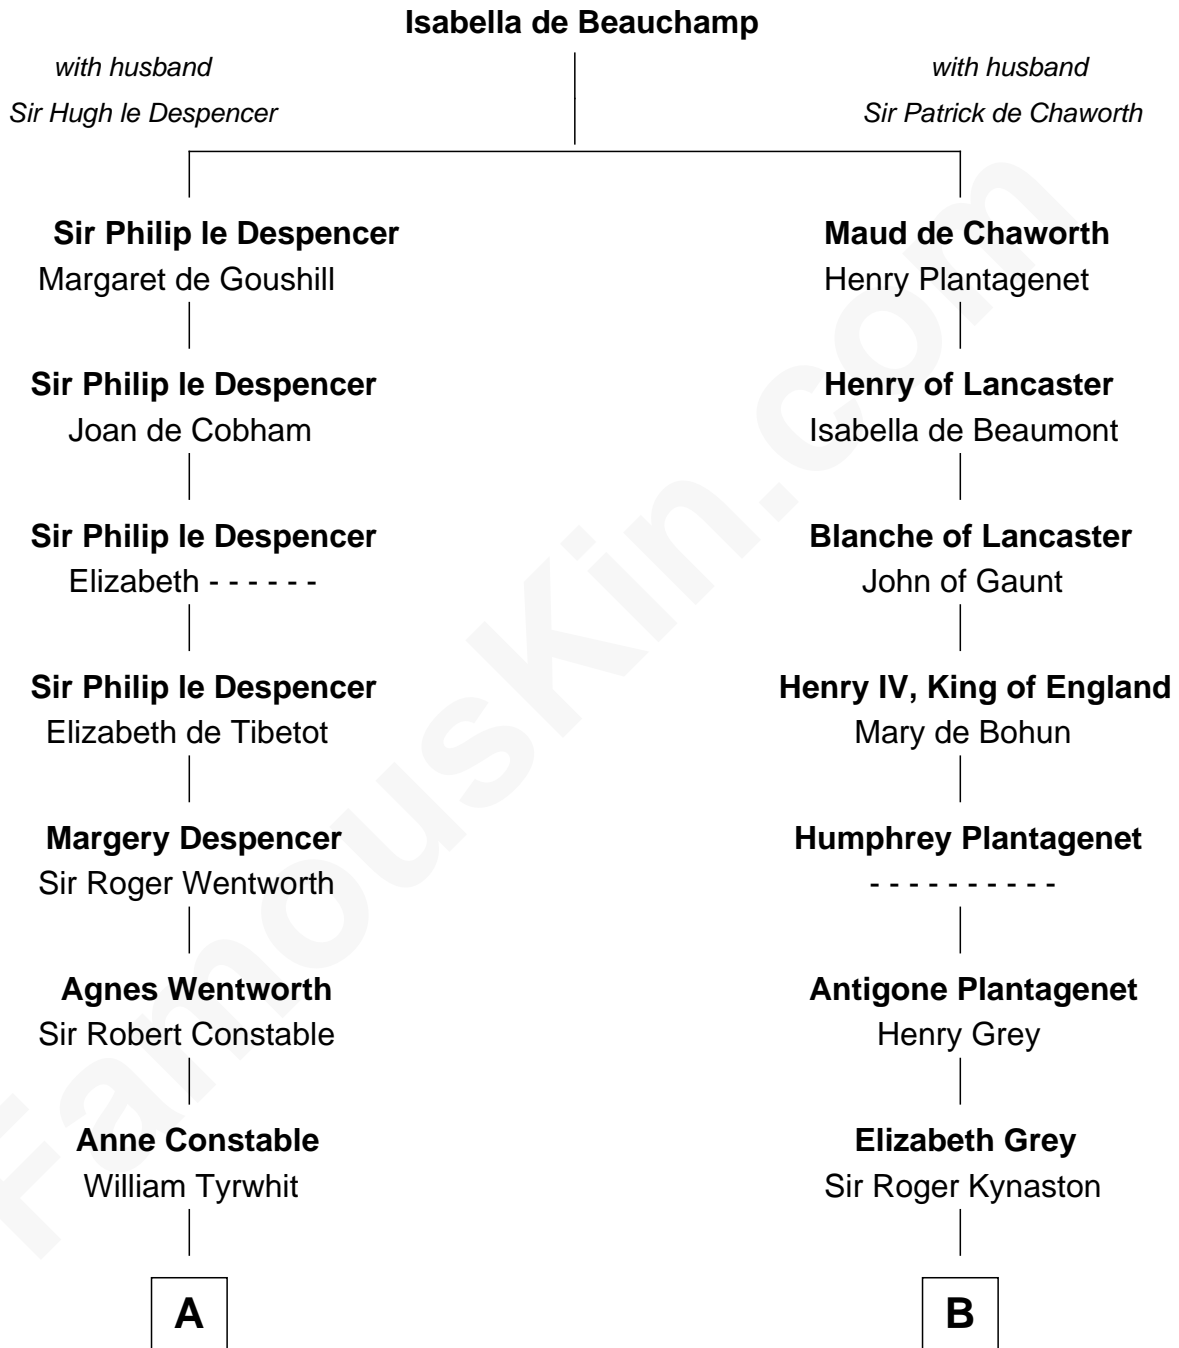 Isabella de Beauchamp
with husband
Sir Hugh le Despencer
with husband
Sir Patrick de Chaworth
Sir Philip le Despencer
Margaret de Goushill
Maud de Chaworth
Henry Plantagenet
Sir Philip le Despencer
Joan de Cobham
Henry of Lancaster
Isabella de Beaumont
Sir Philip le Despencer
Elizabeth - - - - - -
Blanche of Lancaster
John of Gaunt
Sir Philip le Despencer
Elizabeth de Tibetot
Henry IV, King of England
Mary de Bohun
Margery Despencer
Sir Roger Wentworth
Humphrey Plantagenet
- - - - - - - - - -
Agnes Wentworth
Sir Robert Constable
Antigone Plantagenet
Henry Grey
Anne Constable
William Tyrwhit
Elizabeth Grey
Sir Roger Kynaston
A
B
FamousKin.com